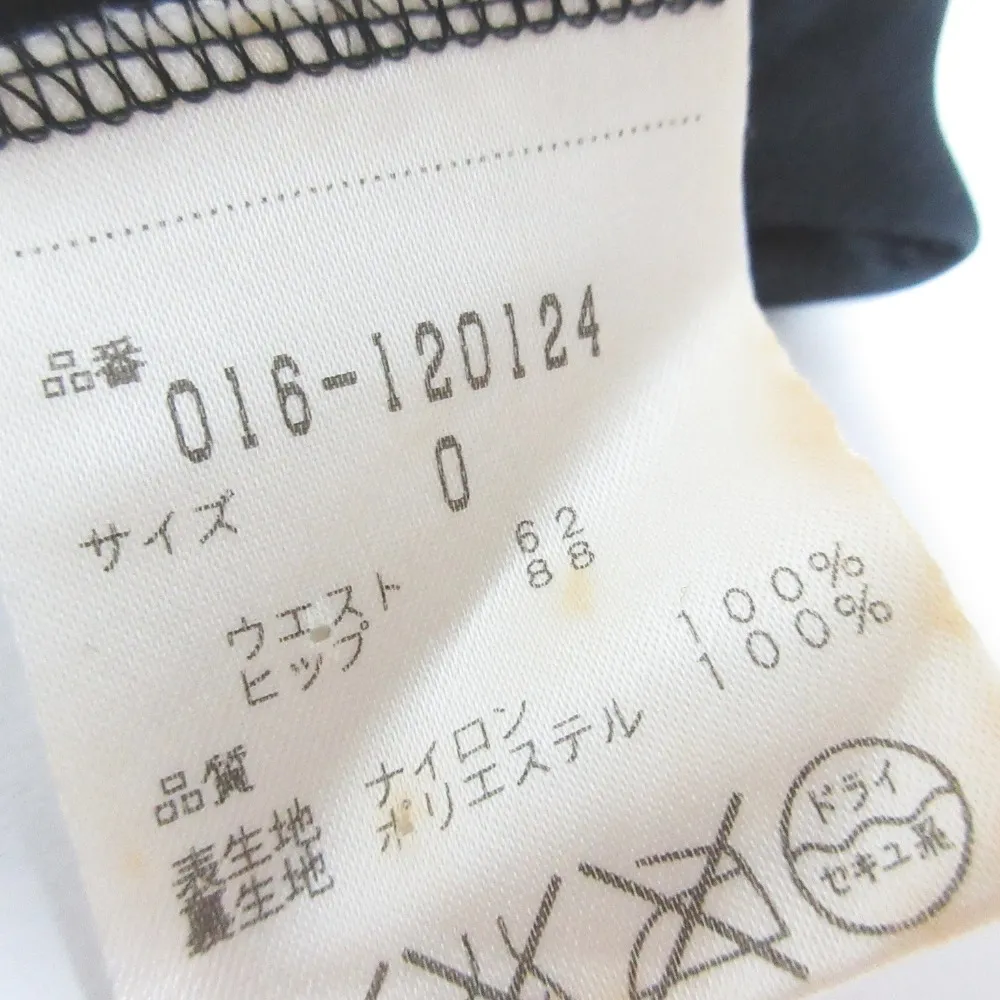 品番 016-120124
サイズ 0
ウエスト 62
ヒップ 88
品質
表生地 ナイロン 100%
裏生地 ポリエステル 100%
ドライ
セキユ系